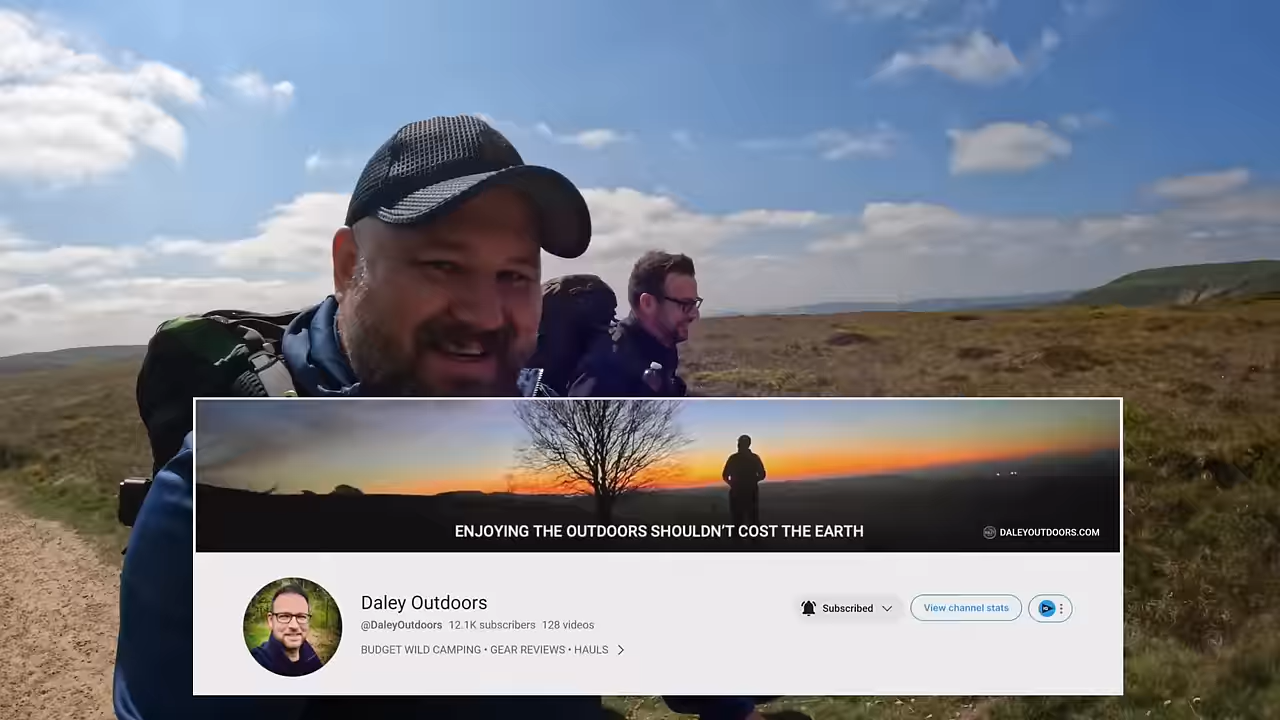 ENJOYING THE OUTDOORS SHOULDN'T COST THE EARTH
DALEYOUTDOORS.COM
Daley Outdoors
Subscribed
View channel stats
@DaleyOutdoors 12.1K subscribers 128 videos
BUDGET WILD CAMPING • GEAR REVIEWS • HAULS